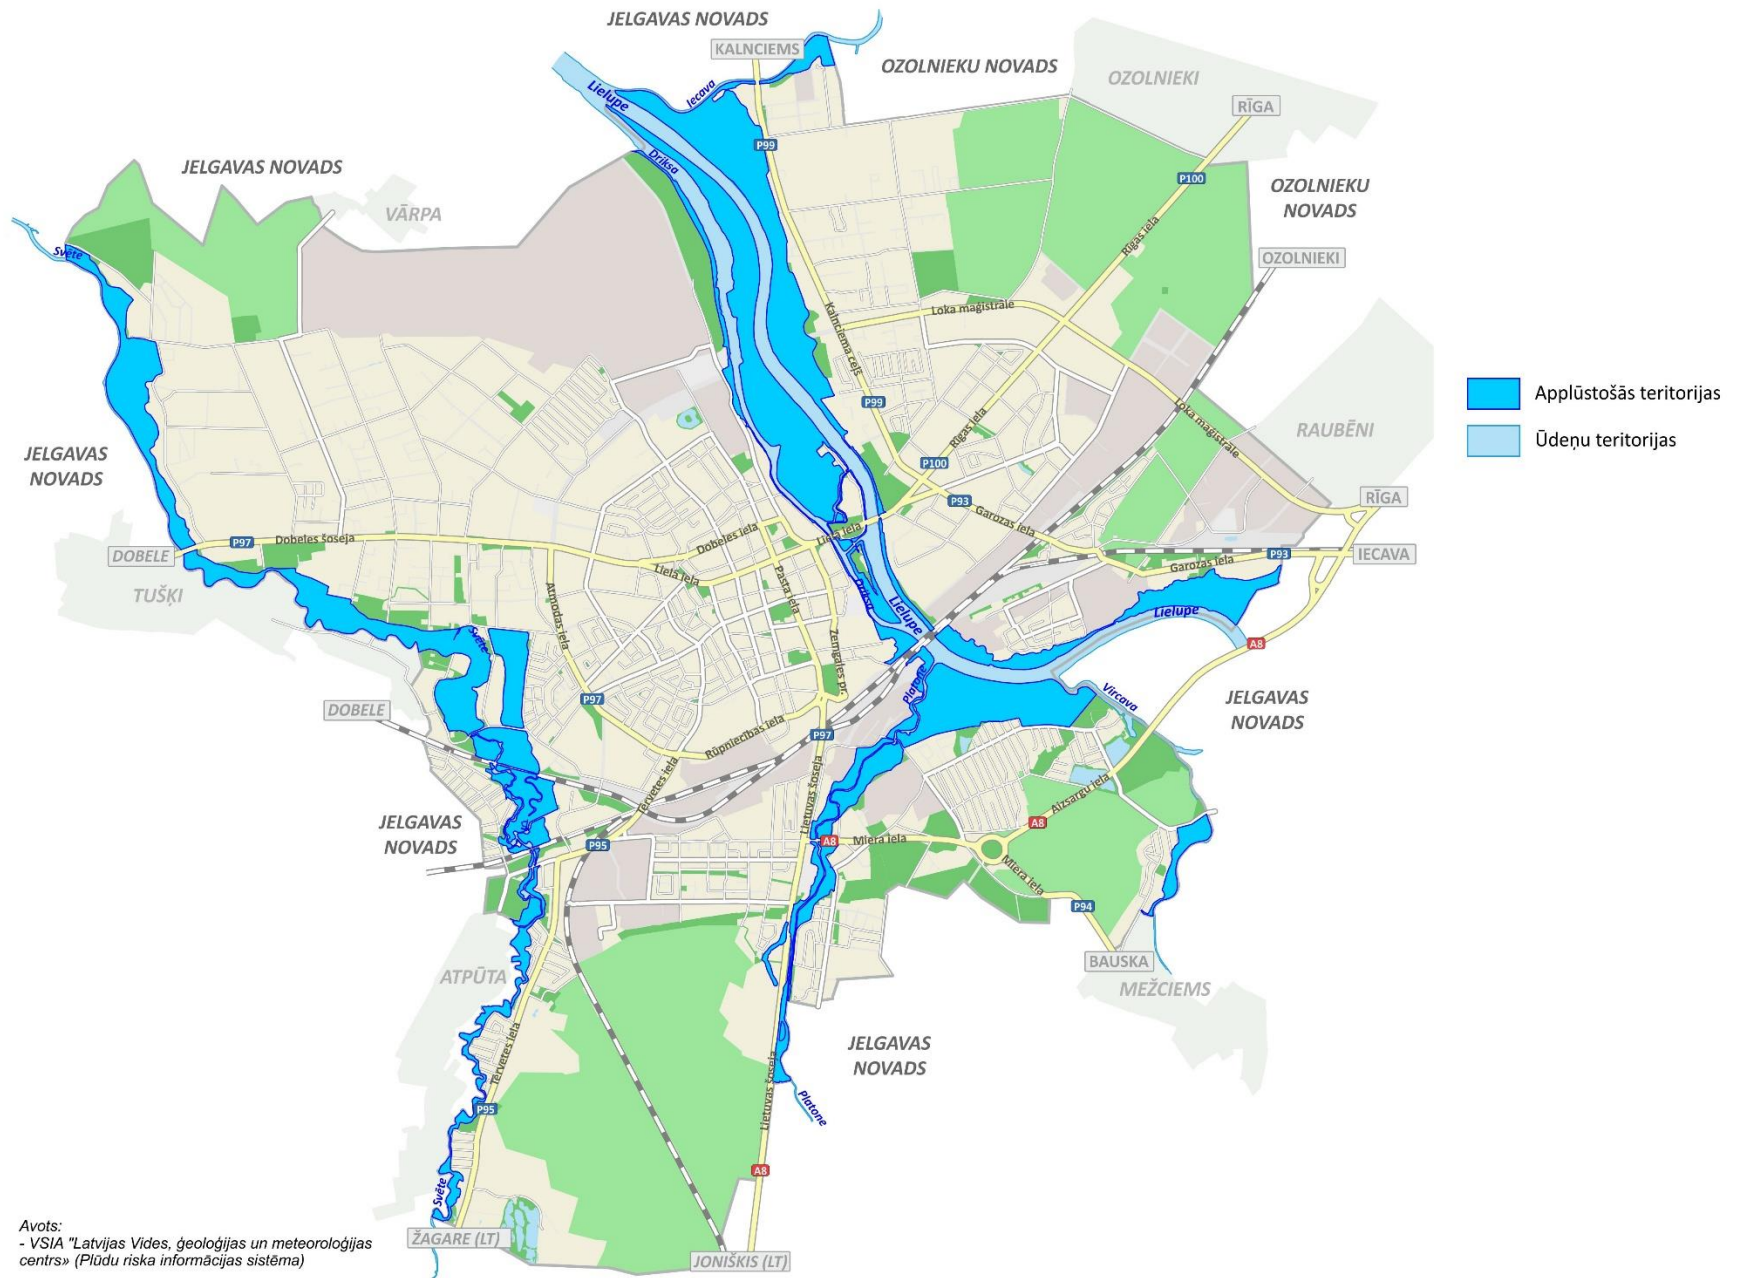 JELGAVAS NOVADS
KALNCIEMS
OZOLNIEKU NOVADS
OZOLNIEKI
Lielupe
Iecava
RĪGA
P99
Driksa
JELGAVAS NOVADS
VĀRPA
P100
OZOLNIEKU
NOVADS
Rīgas iela
Svēte
OZOLNIEKI
Loka maģistrāle
Kalnciema ceļš
Applūstošās teritorijas
P99
Loka maģistrāle
RAUBĒNI
Rīgas iela
Ūdeņu teritorijas
JELGAVAS
NOVADS
P100
P93
RĪGA
Garozas iela
Lielā iela
Dobeles iela
P97
Dobeles šoseja
DOBELE
P93
IECAVA
Garozas iela
Lielā iela
Pasta iela
TUŠĶI
Driksa
Lielupe
Lielupe
Atmodas iela
Svēte
Zemgales pr.
A8
Platone
Vircava
JELGAVAS
NOVADS
P97
DOBELE
Rūpniecības iela
P97
Aizsargu iela
Tērvetes iela
Lietuvas šoseja
JELGAVAS
NOVADS
A8
P95
A8
Miera iela
Miera iela
P94
BAUSKA
ATPŪTA
MEŽCIEMS
JELGAVAS
NOVADS
Tērvetes iela
Lietuvas šoseja
P95
Platone
A8
Svēte
Avots:
- VSIA "Latvijas Vides, ģeoloģijas un meteoroloģijas
centrs» (Plūdu riska informācijas sistēma)
ŽAGARE (LT)
JONIŠKIS (LT)